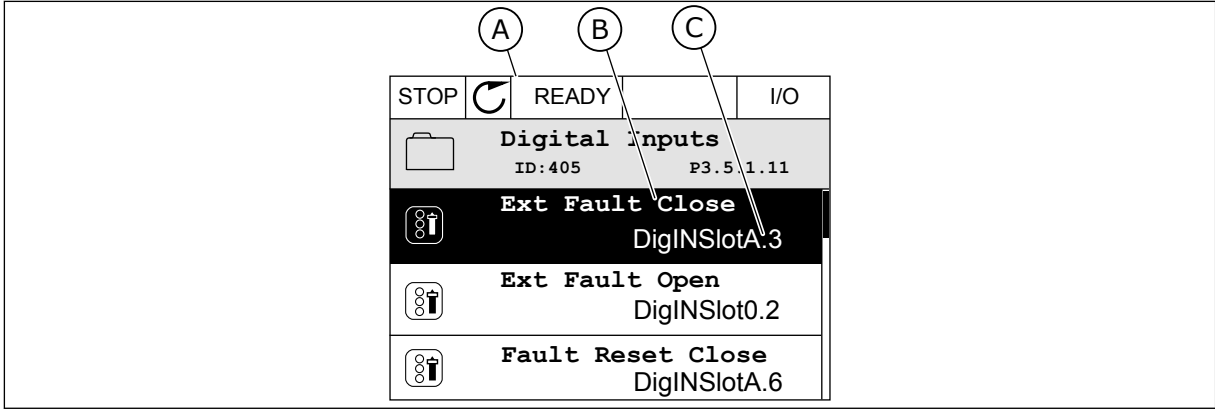 A B C
STOP READY I/O
Digital Inputs
ID:405 P3.5.1.11
Ext Fault Close
DigINSlotA.3
Ext Fault Open
DigINSlot0.2
Fault Reset Close
DigINSlotA.6